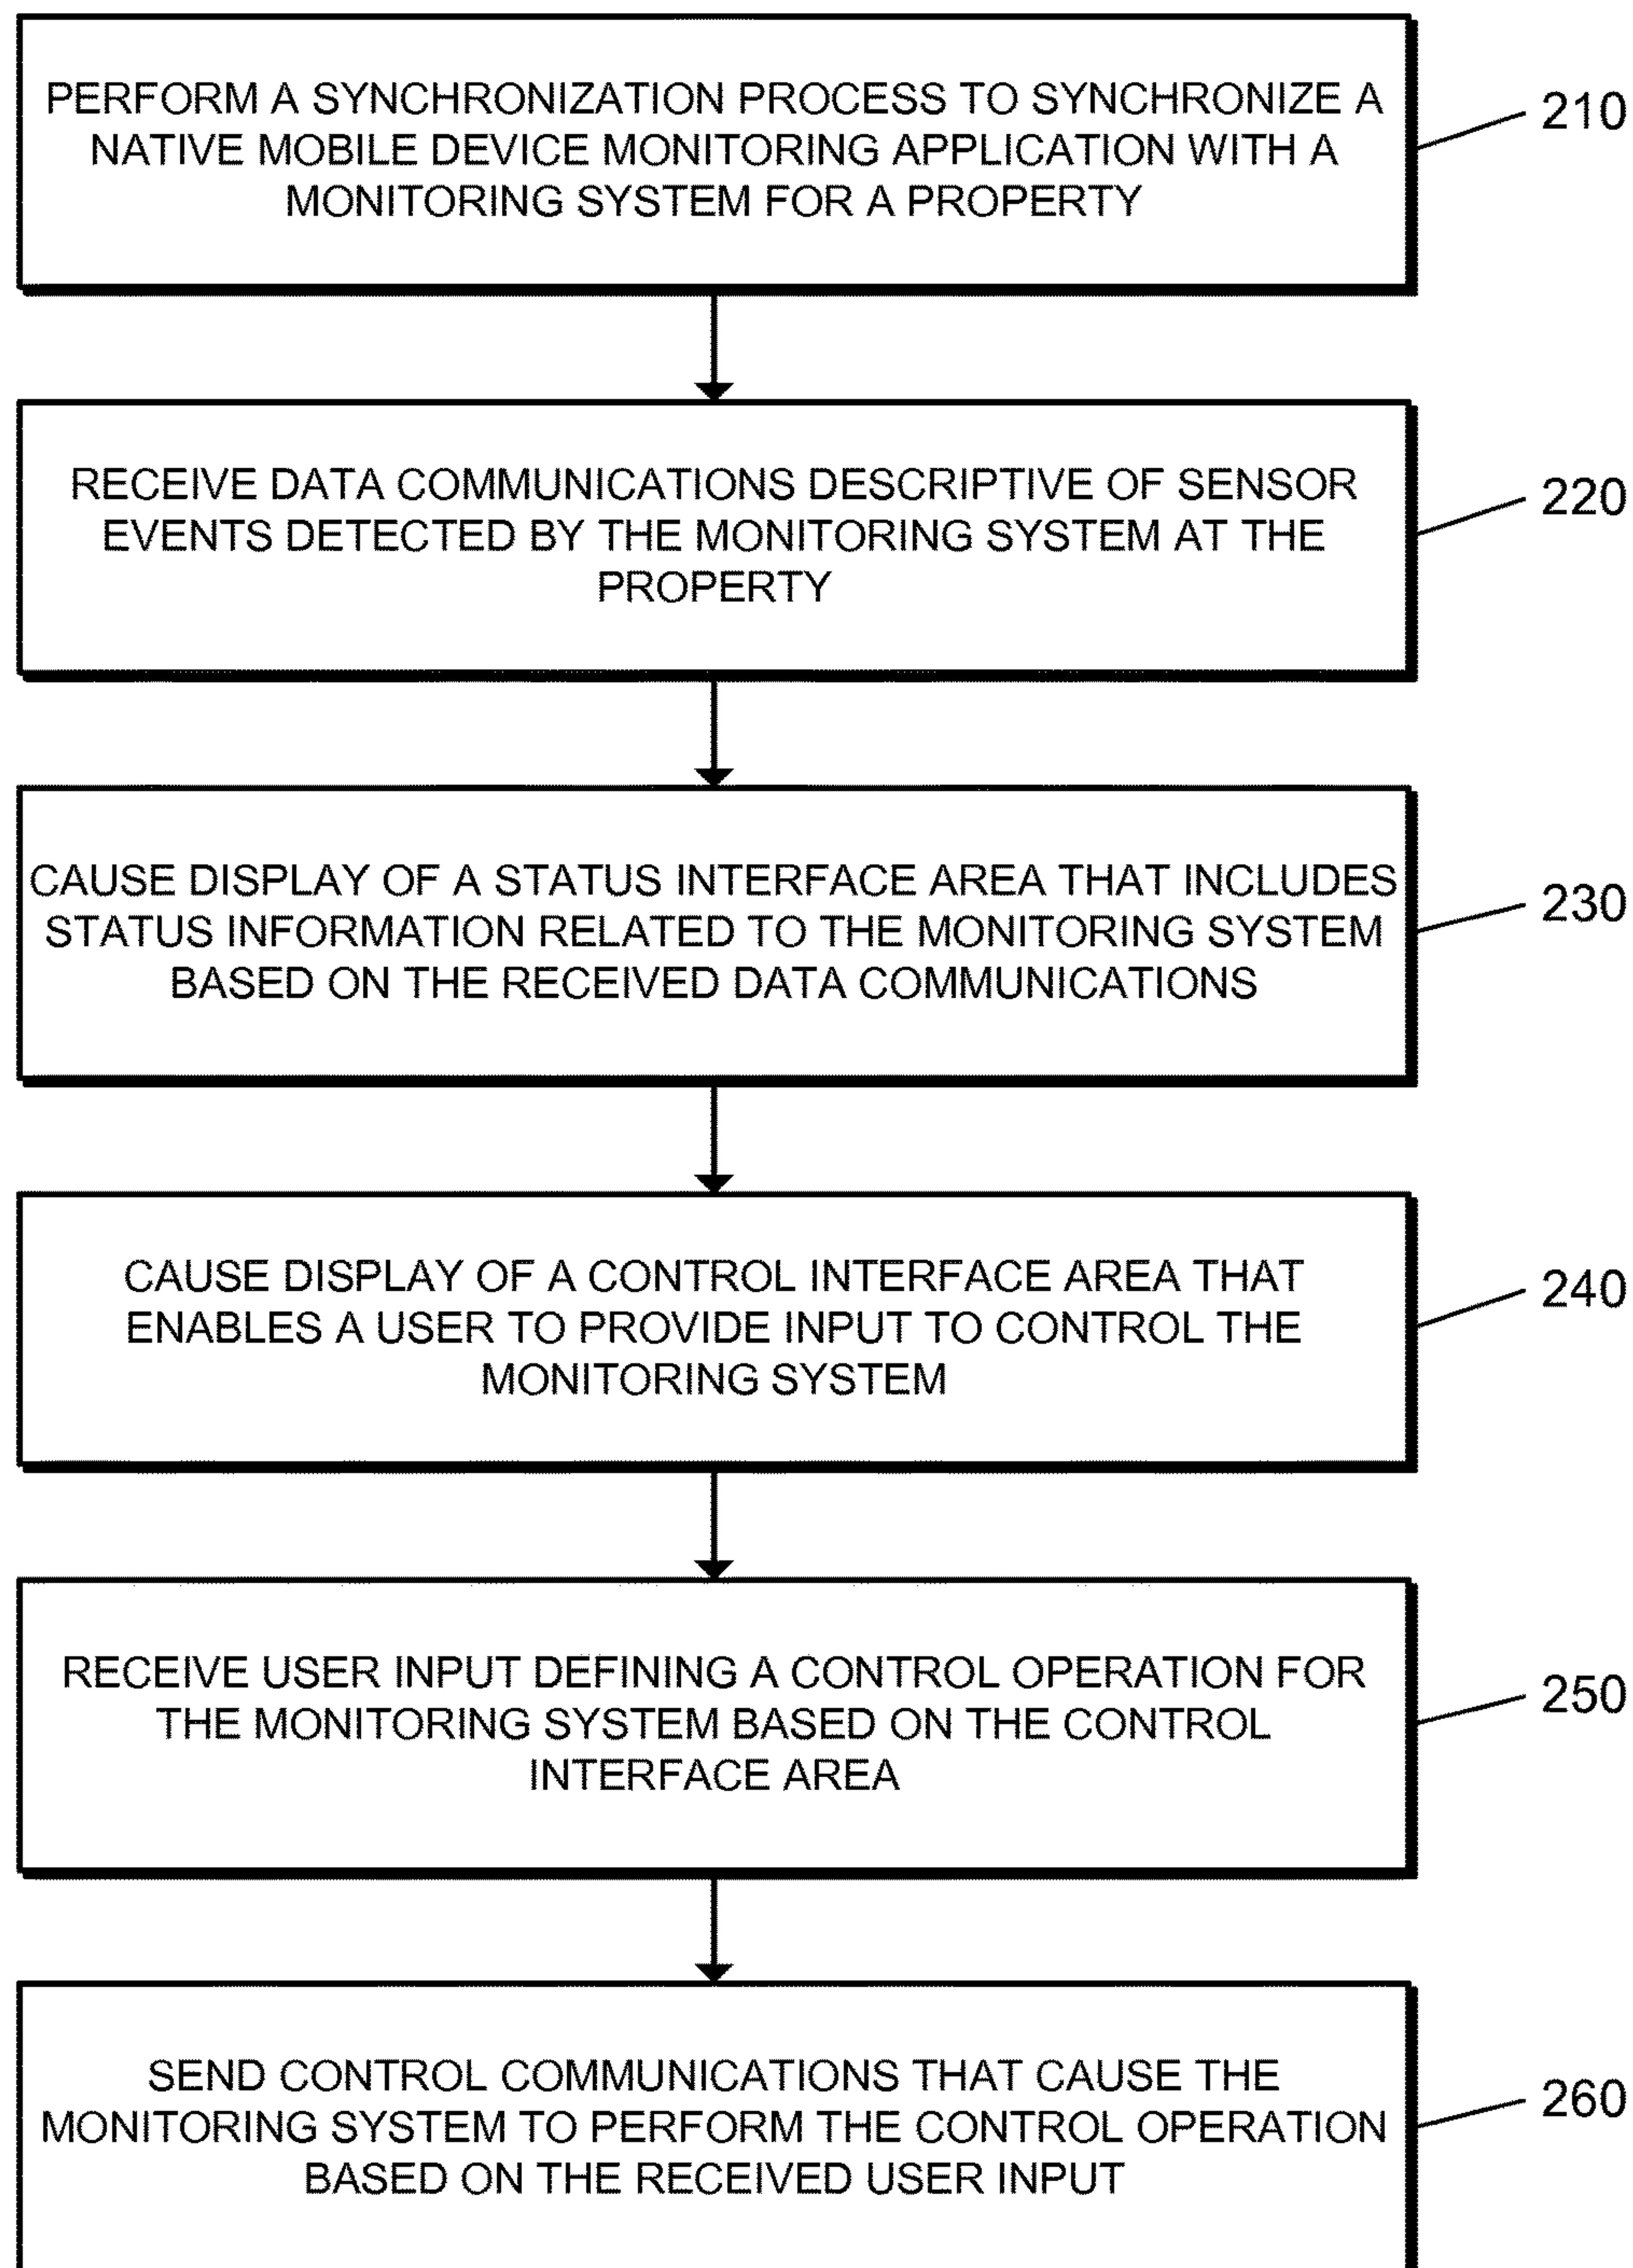 PERFORM A SYNCHRONIZATION PROCESS TO SYNCHRONIZE A
NATIVE MOBILE DEVICE MONITORING APPLICATION WITH A
MONITORING SYSTEM FOR A PROPERTY
210
RECEIVE DATA COMMUNICATIONS DESCRIPTIVE OF SENSOR
EVENTS DETECTED BY THE MONITORING SYSTEM AT THE
PROPERTY
220
CAUSE DISPLAY OF A STATUS INTERFACE AREA THAT INCLUDES
STATUS INFORMATION RELATED TO THE MONITORING SYSTEM
BASED ON THE RECEIVED DATA COMMUNICATIONS
230
CAUSE DISPLAY OF A CONTROL INTERFACE AREA THAT
ENABLES A USER TO PROVIDE INPUT TO CONTROL THE
MONITORING SYSTEM
240
RECEIVE USER INPUT DEFINING A CONTROL OPERATION FOR
THE MONITORING SYSTEM BASED ON THE CONTROL
INTERFACE AREA
250
SEND CONTROL COMMUNICATIONS THAT CAUSE THE
MONITORING SYSTEM TO PERFORM THE CONTROL OPERATION
BASED ON THE RECEIVED USER INPUT
260